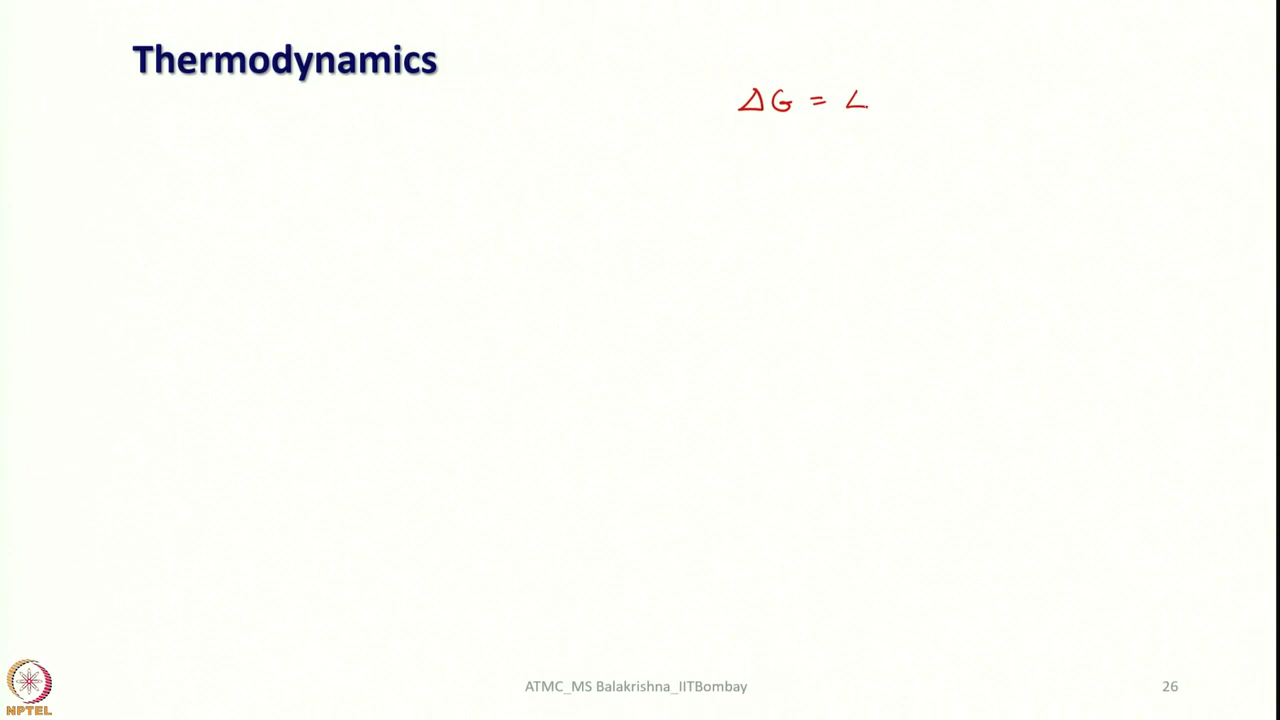 Thermodynamics
ΔG = ∠
ATMC_MS Balakrishna_IITBombay
26
NPTEL